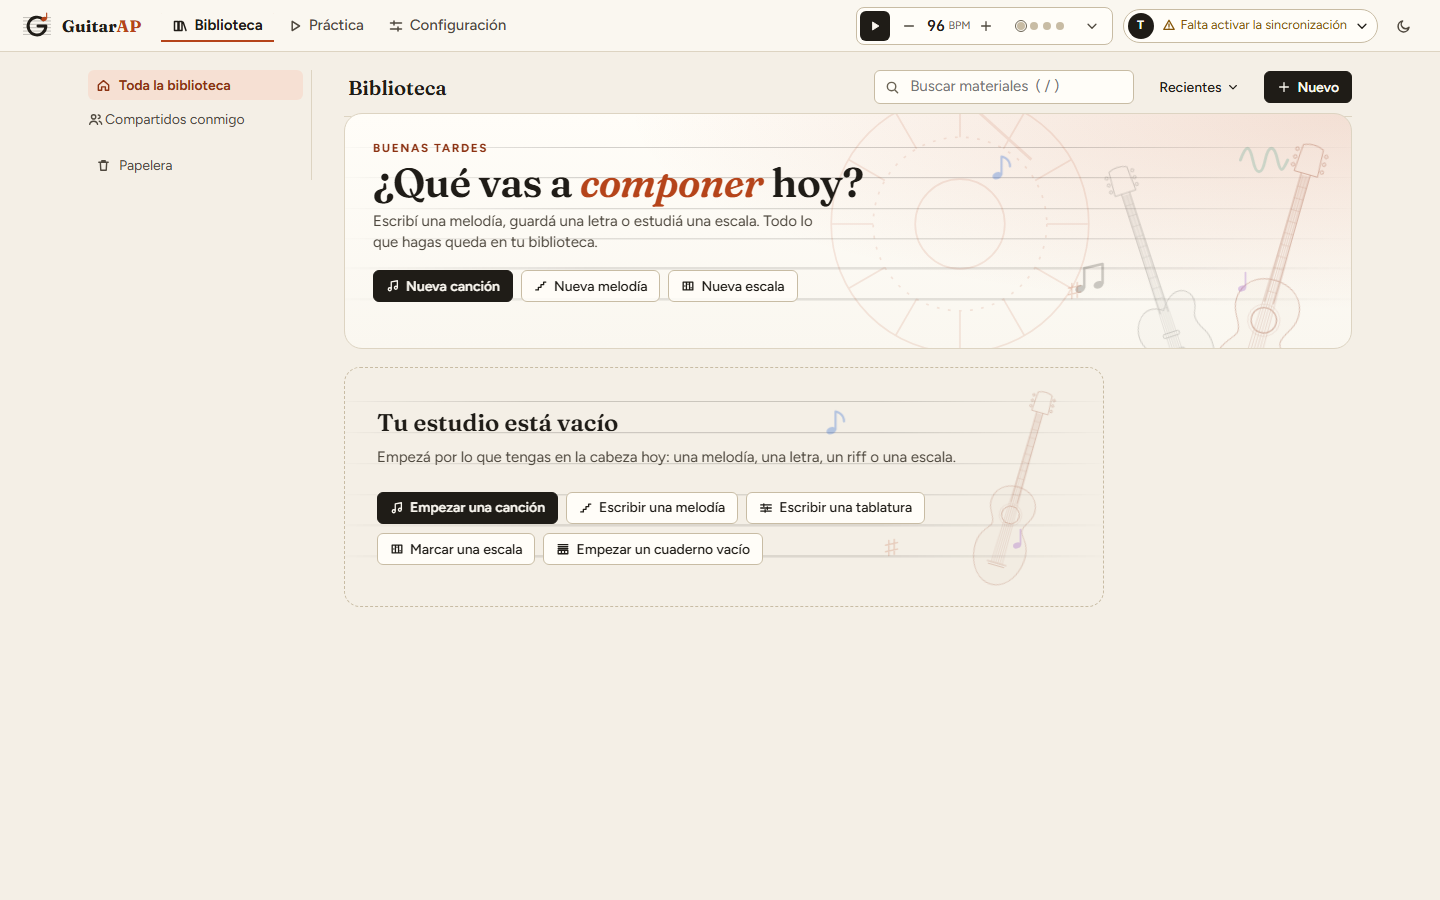 GuitarAP
Biblioteca
Práctica
Configuración
96 BPM
T
Falta activar la sincronización
Toda la biblioteca
Compartidos conmigo
Papelera
Biblioteca
Buscar materiales ( / )
Recientes
Nuevo
BUENAS TARDES
¿Qué vas a componer hoy?
Escribí una melodía, guardá una letra o estudiá una escala. Todo lo
que hagas queda en tu biblioteca.
Nueva canción
Nueva melodía
Nueva escala
Tu estudio está vacío
Empezá por lo que tengas en la cabeza hoy: una melodía, una letra, un riff o una escala.
Empezar una canción
Escribir una melodía
Escribir una tablatura
Marcar una escala
Empezar un cuaderno vacío